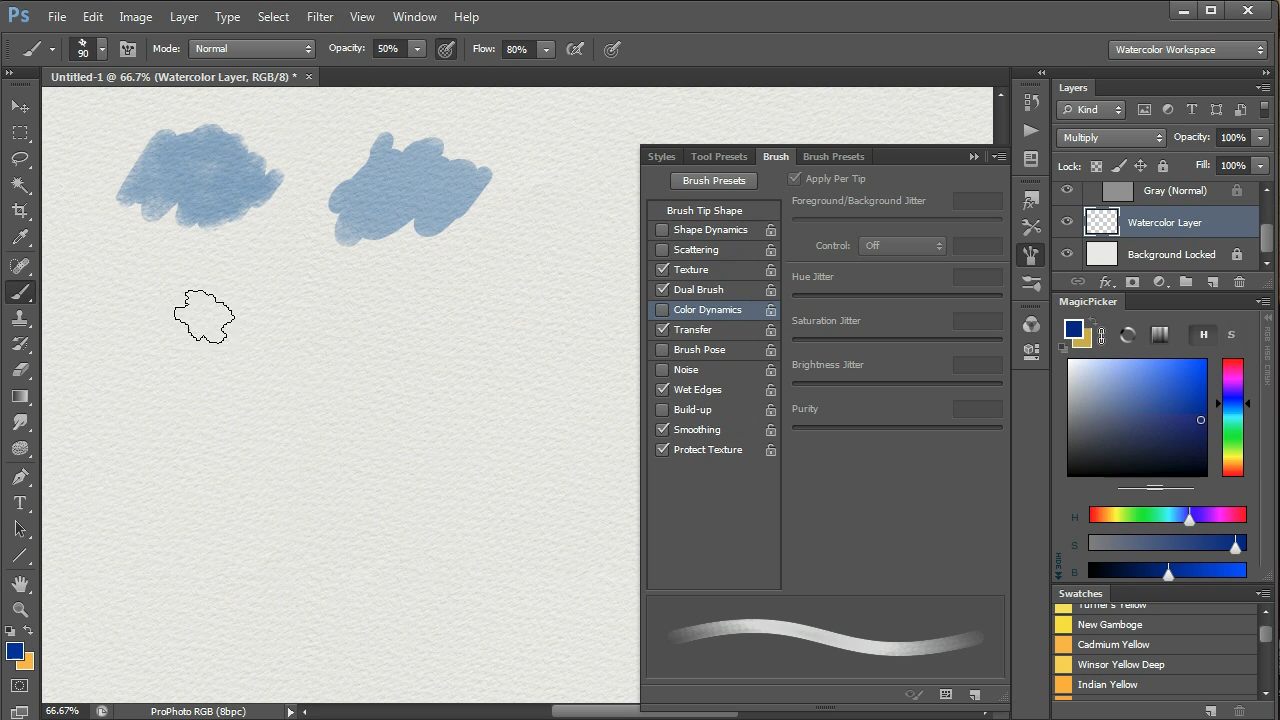 Ps File Edit Image Layer Type Select Filter View Window Help
90 Mode: Normal Opacity: 50% Flow: 80% Watercolor Workspace
Untitled-1 @ 66.7% (Watercolor Layer, RGB/8) *
Styles Tool Presets Brush Brush Presets
Brush Presets
Brush Tip Shape
Shape Dynamics
Scattering
Texture
Dual Brush
Color Dynamics
Transfer
Brush Pose
Noise
Wet Edges
Build-up
Smoothing
Protect Texture
Apply Per Tip
Foreground/Background Jitter
Control: Off
Hue Jitter
Saturation Jitter
Brightness Jitter
Purity
Layers
Kind
Multiply Opacity: 100%
Lock: Fill: 100%
Gray (Normal)
Watercolor Layer
Background Locked
fx
MagicPicker
H S
RGB HSB CMYK
H
S
B
HIDE
Swatches
Turner's Yellow
New Gamboge
Cadmium Yellow
Winsor Yellow Deep
Indian Yellow
66.67% ProPhoto RGB (8bpc)